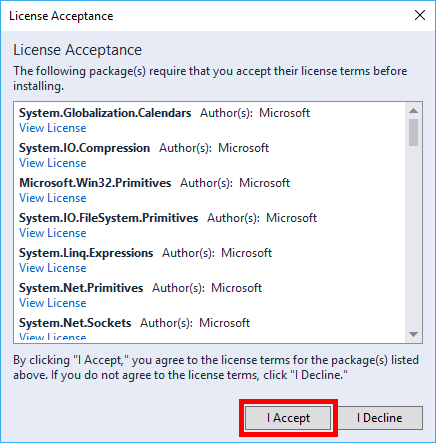 License Acceptance
License Acceptance
The following package(s) require that you accept their license terms before
installing.
System.Globalization.Calendars Author(s): Microsoft
View License
System.IO.Compression Author(s): Microsoft
View License
Microsoft.Win32.Primitives Author(s): Microsoft
View License
System.IO.FileSystem.Primitives Author(s): Microsoft
View License
System.Linq.Expressions Author(s): Microsoft
View License
System.Net.Primitives Author(s): Microsoft
View License
System.Net.Sockets Author(s): Microsoft
View License
By clicking "I Accept," you agree to the license terms for the package(s) listed
above. If you do not agree to the license terms, click "I Decline."
I Accept I Decline